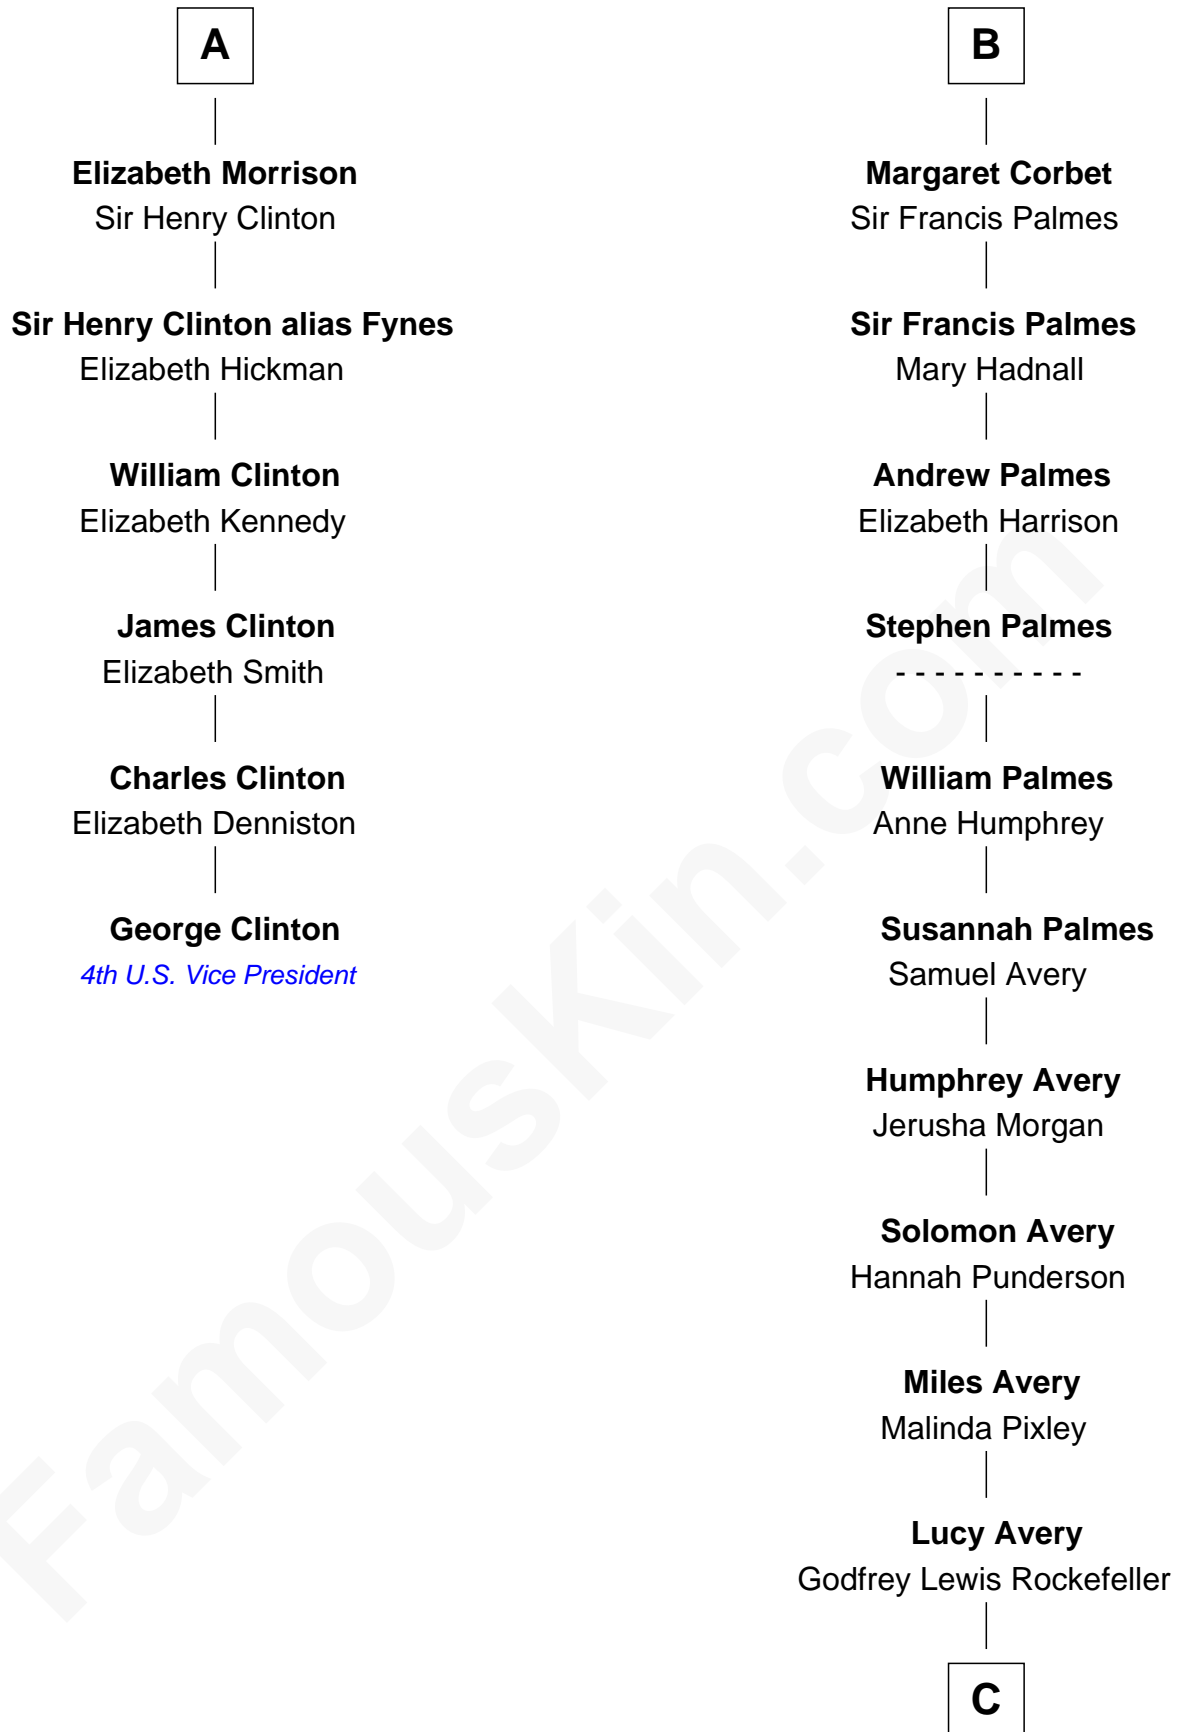 A
Elizabeth Morrison
Sir Henry Clinton
Sir Henry Clinton alias Fynes
Elizabeth Hickman
William Clinton
Elizabeth Kennedy
James Clinton
Elizabeth Smith
Charles Clinton
Elizabeth Denniston
George Clinton
4th U.S. Vice President
B
Margaret Corbet
Sir Francis Palmes
Sir Francis Palmes
Mary Hadnall
Andrew Palmes
Elizabeth Harrison
Stephen Palmes
- - - - - - - - - -
William Palmes
Anne Humphrey
Susannah Palmes
Samuel Avery
Humphrey Avery
Jerusha Morgan
Solomon Avery
Hannah Punderson
Miles Avery
Malinda Pixley
Lucy Avery
Godfrey Lewis Rockefeller
C
FamousKin.com